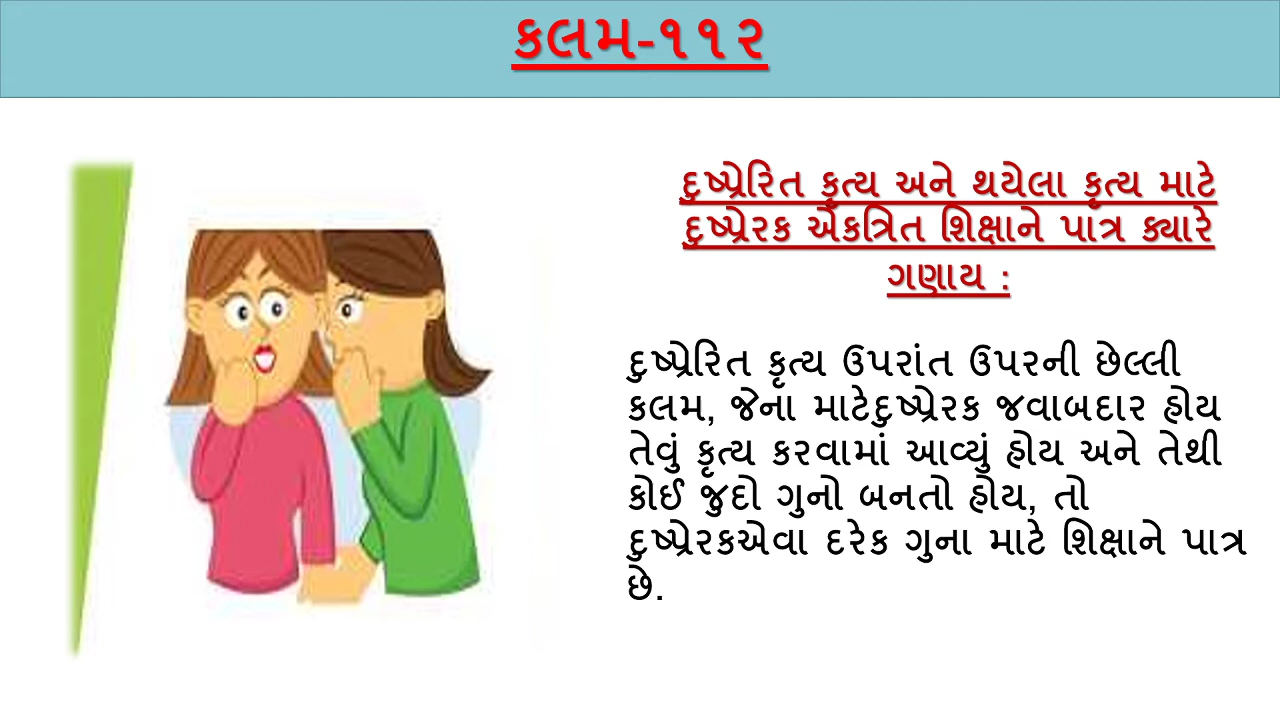 કલમ-૧૧૨
દુષ્પ્રેરિત કૃત્ય અને થયેલા કૃત્ય માટે
દુષ્પ્રેરક એકત્રિત શિક્ષાને પાત્ર ક્યારે
ગણાય :
દુષ્પ્રેરિત કૃત્ય ઉપરાંત ઉપરની છેલ્લી
કલમ, જેના માટેદુષ્પ્રેરક જવાબદાર હોય
તેવું કૃત્ય કરવામાં આવ્યું હોય અને તેથી
કોઈ જુદો ગુનો બનતો હોય, તો
દુષ્પ્રેરકએવા દરેક ગુના માટે શિક્ષાને પાત્ર
છે.